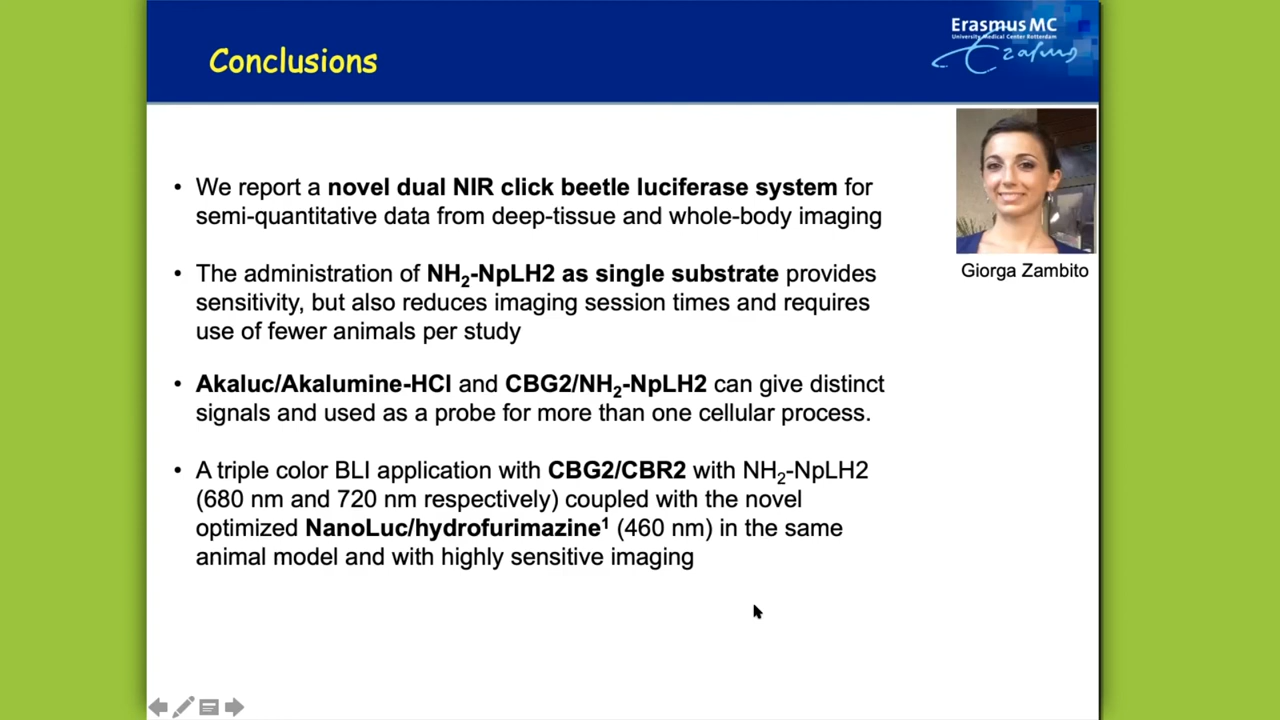 Conclusions
Erasmus MC
University Medical Center Rotterdam
Erasmus
• We report a novel dual NIR click beetle luciferase system for
semi-quantitative data from deep-tissue and whole-body imaging
Giorga Zambito
• The administration of NH₂-NpLH2 as single substrate provides
sensitivity, but also reduces imaging session times and requires
use of fewer animals per study
• Akaluc/Akalumine-HCl and CBG2/NH₂-NpLH2 can give distinct
signals and used as a probe for more than one cellular process.
• A triple color BLI application with CBG2/CBR2 with NH₂-NpLH2
(680 nm and 720 nm respectively) coupled with the novel
optimized NanoLuc/hydrofurimazine¹ (460 nm) in the same
animal model and with highly sensitive imaging